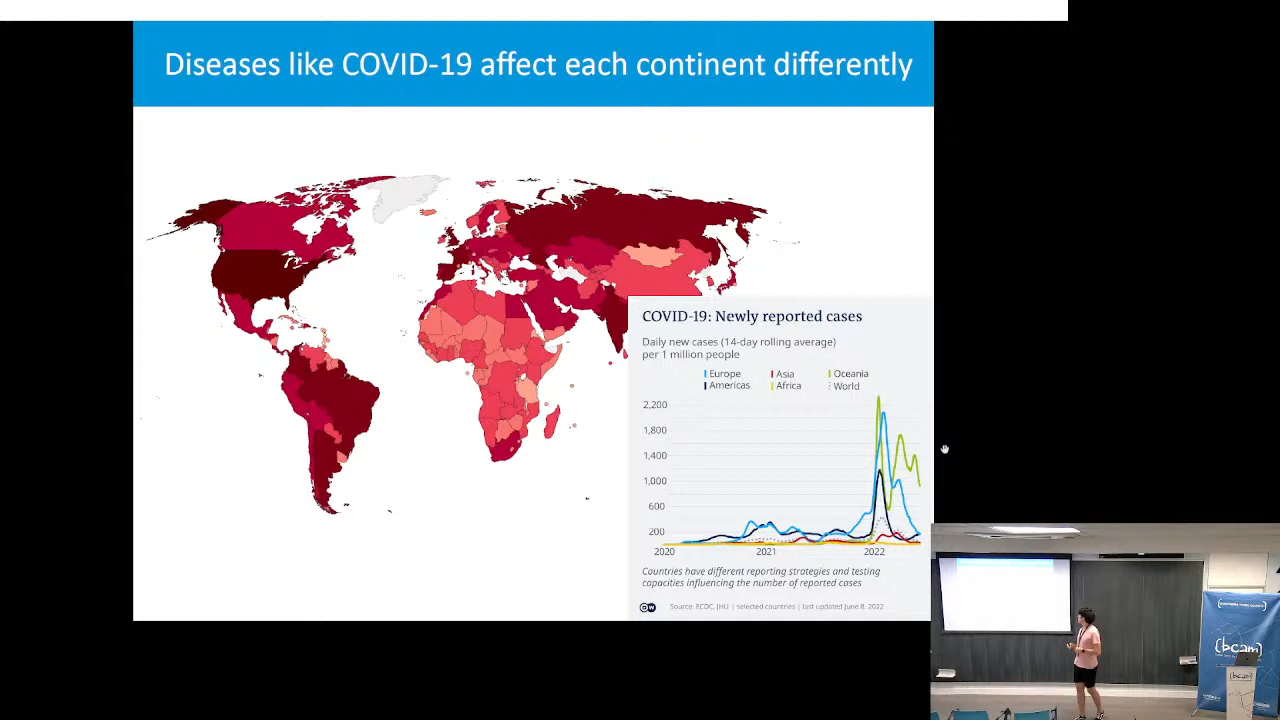 Diseases like COVID-19 affect each continent differently
COVID-19: Newly reported cases
Daily new cases (14-day rolling average)
per 1 million people
Europe
Asia
Oceania
Americas
Africa
World
2,200
1,800
1,400
1,000
600
200
2020
2021
2022
Countries have different reporting strategies and testing
capacities influencing the number of reported cases
DW
Source: ECDC, JHU | selected countries | last updated June 8, 2022
(bcam)
(bcam)